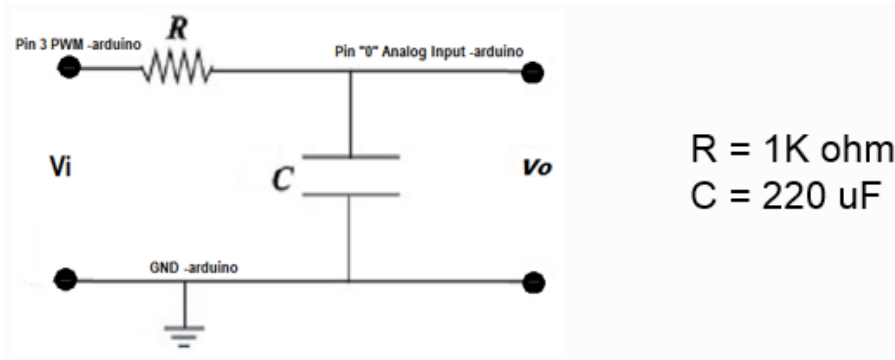 R
Pin 3 PWM -arduino
Pin "0" Analog Input -arduino
Vi
C
Vo
R = 1K ohm
C = 220 uF
GND -arduino